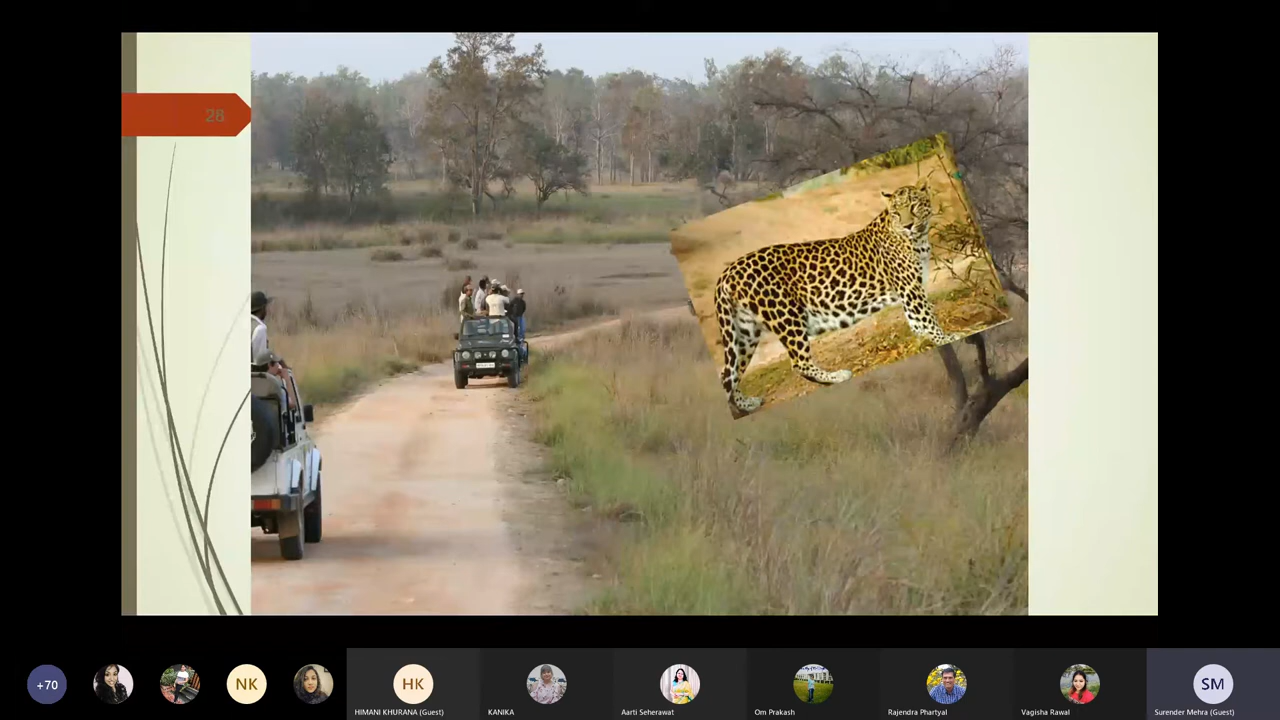 28
+70
NK
HK
HIMANI KHURANA (Guest)
KANIKA
Aarti Seherawat
Om Prakash
Rajendra Phartyal
Vagisha Rawal
SM
Surender Mehra (Guest)